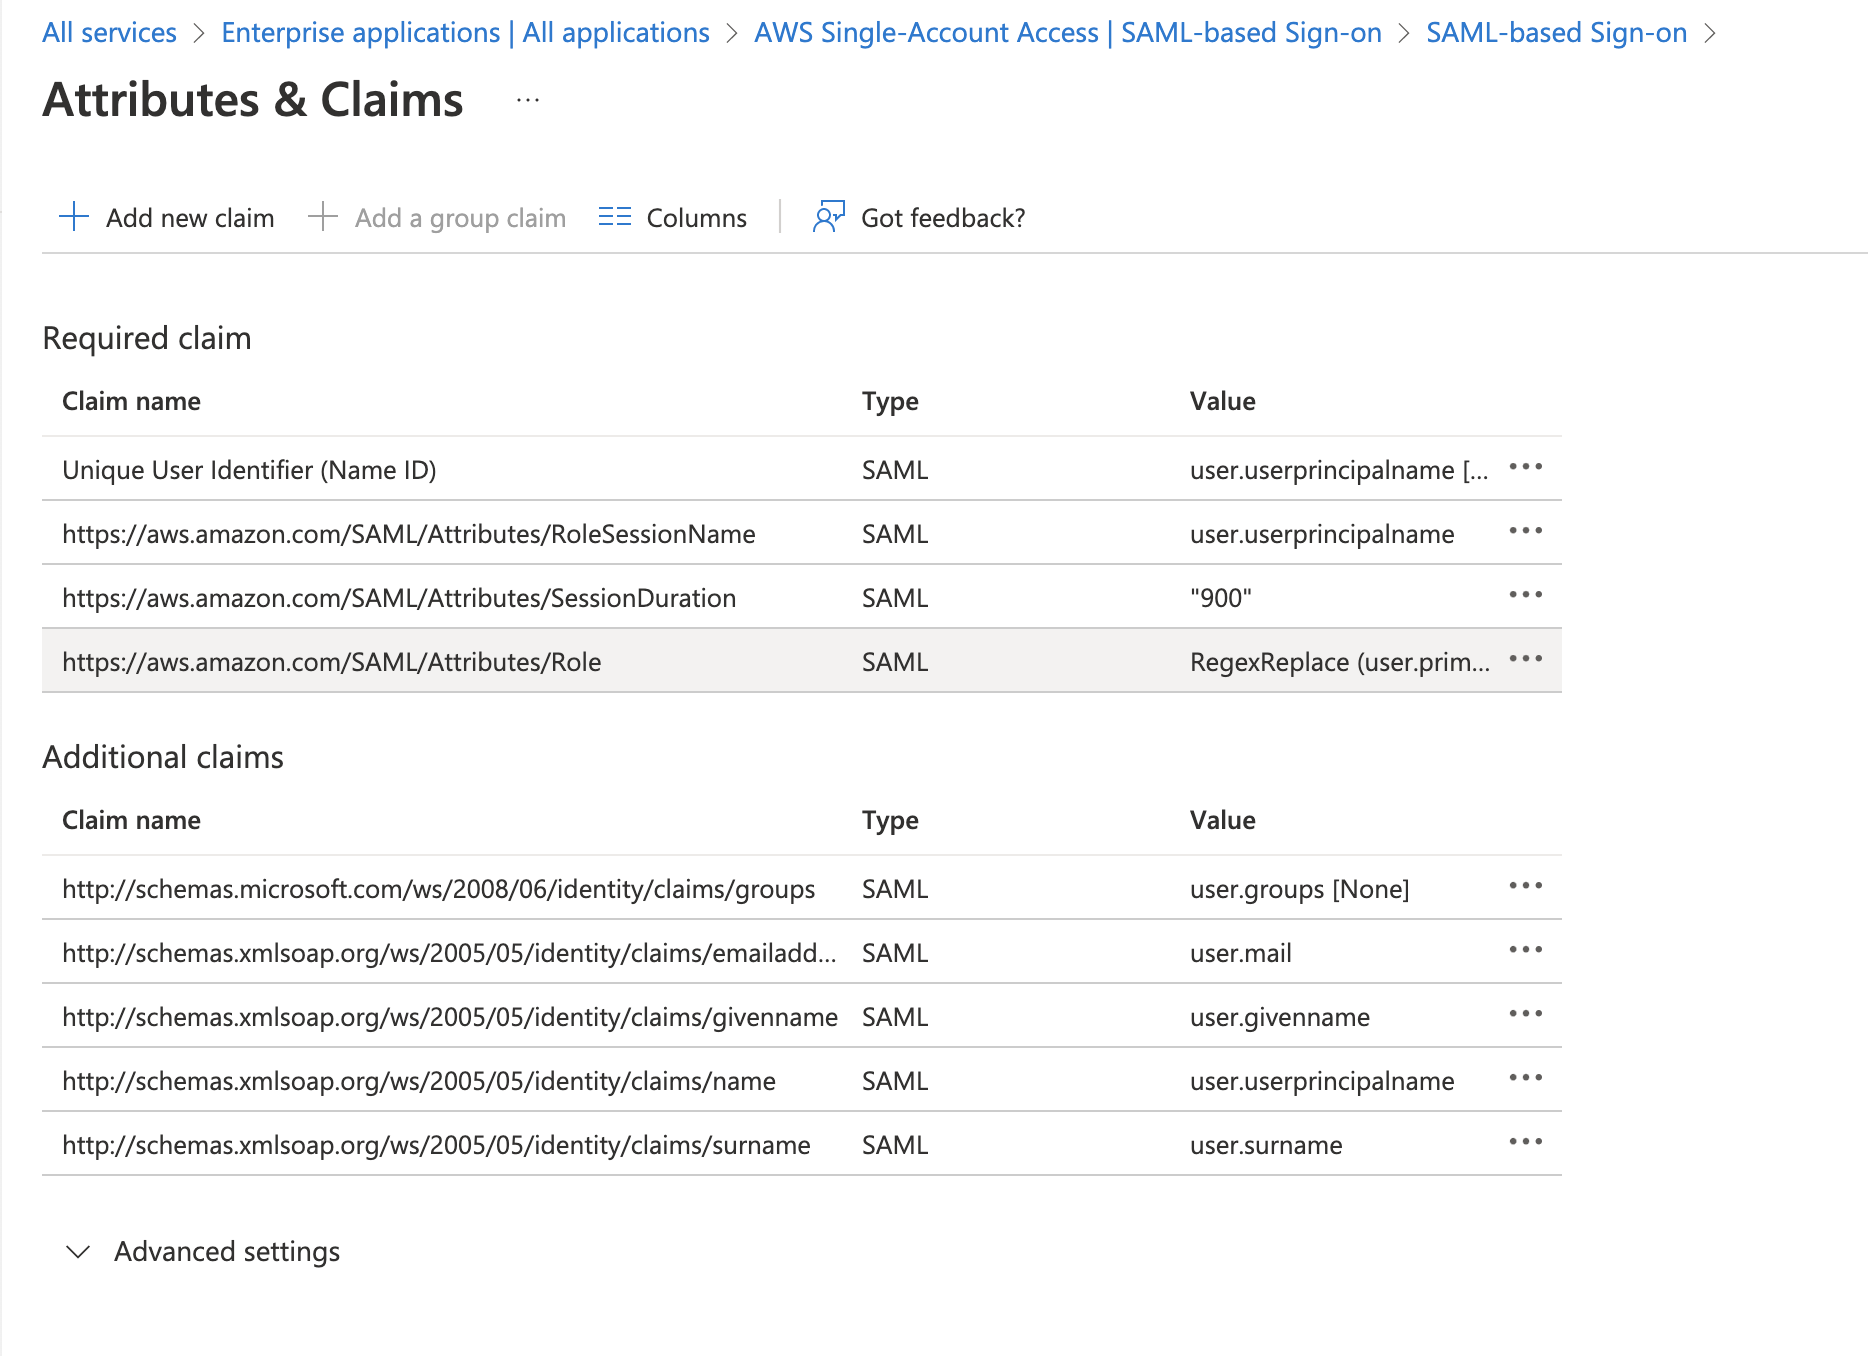 All services > Enterprise applications | All applications > AWS Single-Account Access | SAML-based Sign-on > SAML-based Sign-on >
Attributes & Claims ...
Add new claim Add a group claim Columns Got feedback?
Required claim
Claim name Type Value
Unique User Identifier (Name ID) SAML user.userprincipalname [...
https://aws.amazon.com/SAML/Attributes/RoleSessionName SAML user.userprincipalname
https://aws.amazon.com/SAML/Attributes/SessionDuration SAML "900"
https://aws.amazon.com/SAML/Attributes/Role SAML RegexReplace (user.prim...
Additional claims
Claim name Type Value
http://schemas.microsoft.com/ws/2008/06/identity/claims/groups SAML user.groups [None]
http://schemas.xmlsoap.org/ws/2005/05/identity/claims/emailadd... SAML user.mail
http://schemas.xmlsoap.org/ws/2005/05/identity/claims/givenname SAML user.givenname
http://schemas.xmlsoap.org/ws/2005/05/identity/claims/name SAML user.userprincipalname
http://schemas.xmlsoap.org/ws/2005/05/identity/claims/surname SAML user.surname
Advanced settings